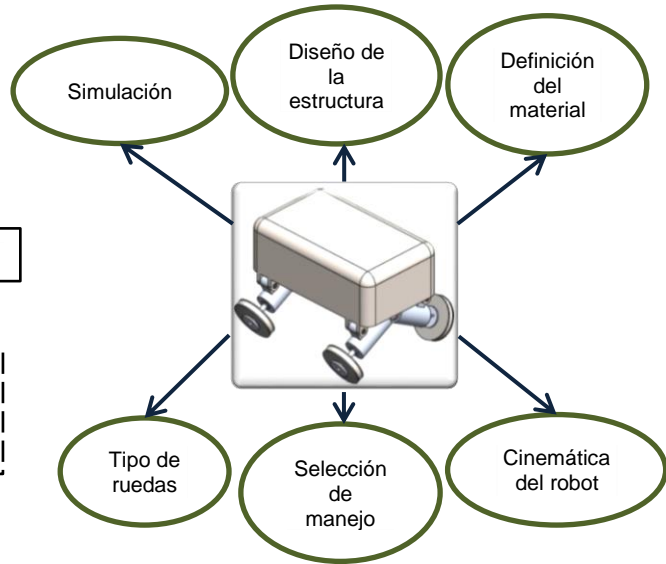 Simulación
Diseño de
la
estructura
Definición
del
material
Tipo de
ruedas
Selección
de
manejo
Cinemática
del robot